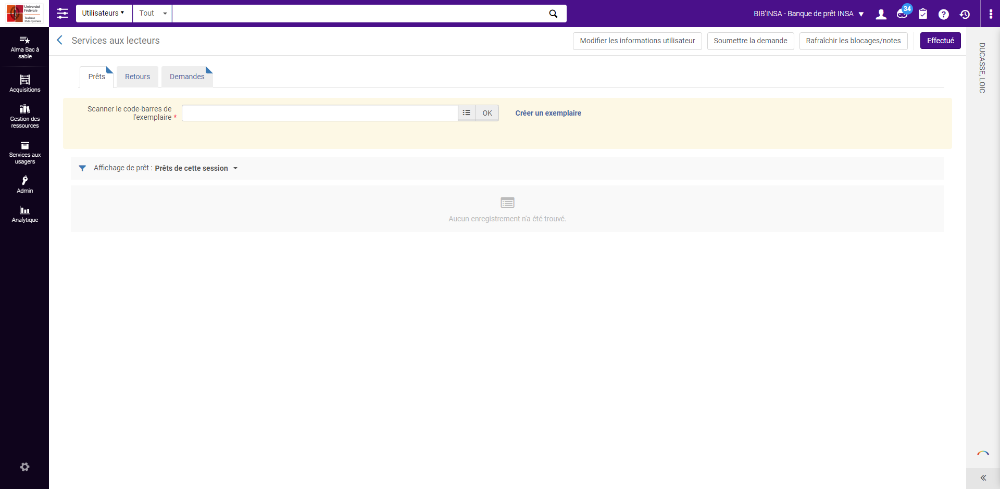 Université
Fédérale
Toulouse
Midi-Pyrénées
Utilisateurs
Tout
BIB'INSA - Banque de prêt INSA
34
Alma Bac à
sable
Acquisitions
Gestion des
ressources
Services aux
usagers
Admin
Analytique
Services aux lecteurs
Modifier les informations utilisateur
Soumettre la demande
Rafraîchir les blocages/notes
Effectué
Prêts
Retours
Demandes
Scanner le code-barres de
l'exemplaire *
OK
Créer un exemplaire
Affichage de prêt : Prêts de cette session
Aucun enregistrement n'a été trouvé.
DUCASSE, LOIC